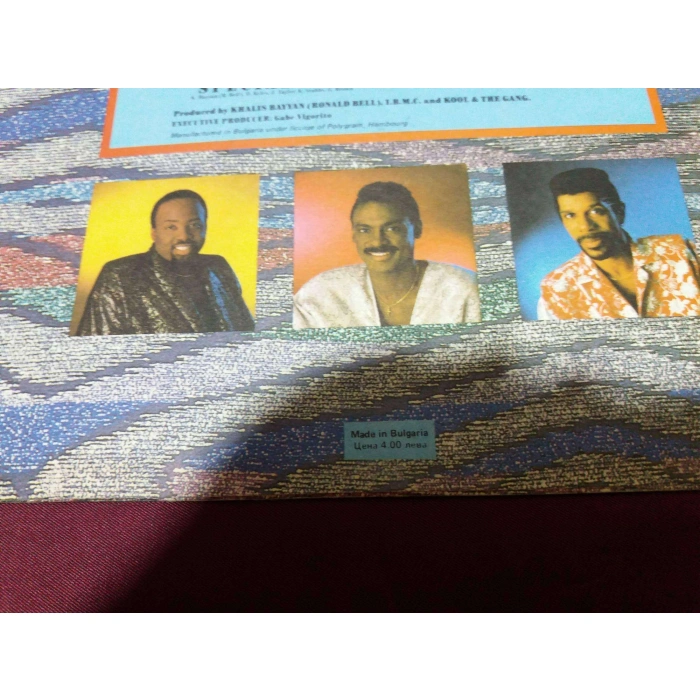 SPECIAL
Produced by KHALIS BAYYAN (RONALD BELL), I.B.M.C. and KOOL & THE GANG.
EXECUTIVE PRODUCER: Gabe Vigorito
Manufactured in Bulgaria under license of Polygram, Hamburg
Made in Bulgaria
Цена 4.00 лева